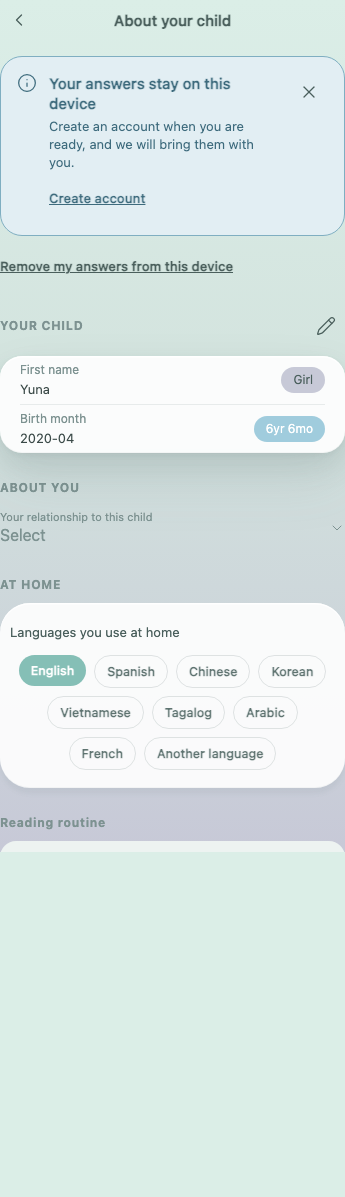 About your child
Your answers stay on this
device
Create an account when you are
ready, and we will bring them with
you.
Create account
Remove my answers from this device
YOUR CHILD
First name
Yuna
Girl
Birth month
2020-04
6yr 6mo
ABOUT YOU
Your relationship to this child
Select
AT HOME
Languages you use at home
English Spanish Chinese Korean
Vietnamese Tagalog Arabic
French Another language
Reading routine